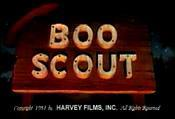 BOO
SCOUT
Copyright 1951 by HARVEY FILMS, INC. All Rights Reserved